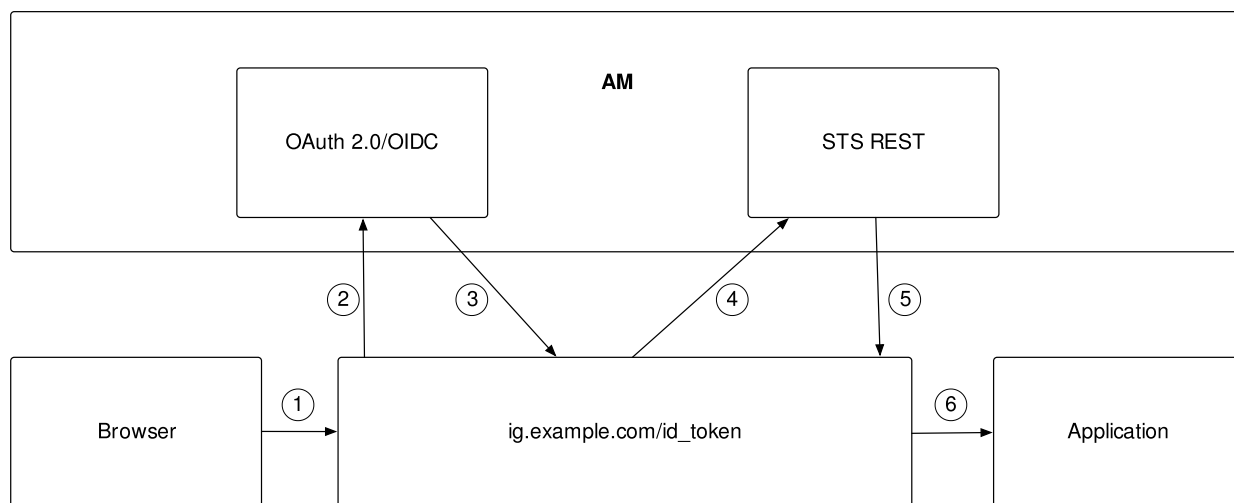 AM
OAuth 2.0/OIDC
STS REST
2
3
4
5
1
6
Browser
ig.example.com/id_token
Application